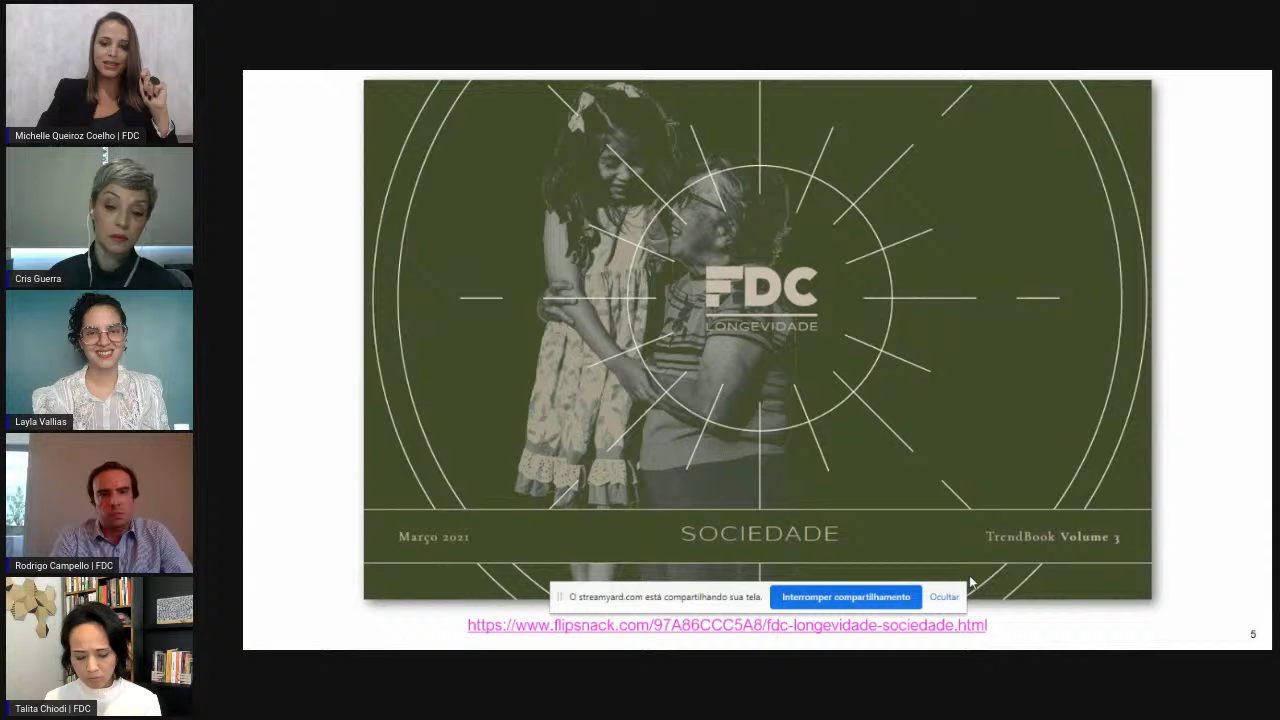 Michelle Queiroz Coelho | FDC
Cris Guerra
Layla Vallias
Rodrigo Campello | FDC
Talita Chiodi | FDC
FDC
LONGEVIDADE
Março 2021
SOCIEDADE
TrendBook Volume 3
O streamyard.com está compartilhando sua tela.
Interromper compartilhamento
Ocultar
https://www.flipsnack.com/97A86CCC5A8/fdc-longevidade-sociedade.html
5